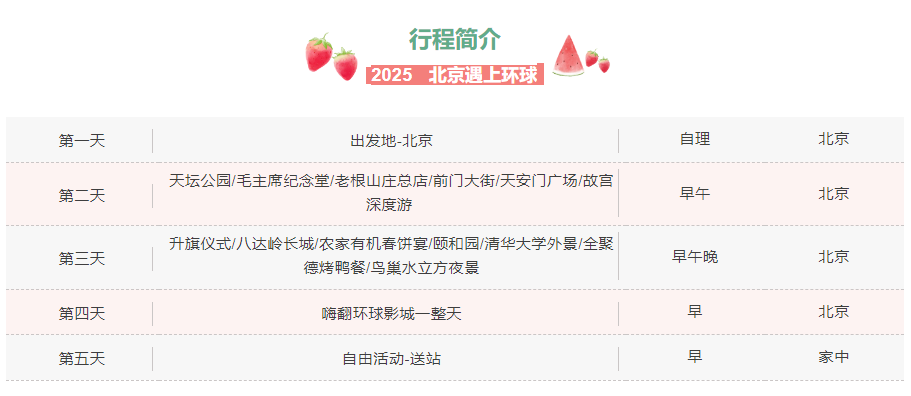 行程简介
2025 北京遇上环球
第一天 出发地-北京 自理 北京
第二天 天坛公园/毛主席纪念堂/老根山庄总店/前门大街/天安门广场/故宫
深度游 早午 北京
第三天 升旗仪式/八达岭长城/农家有机春饼宴/颐和园/清华大学外景/全聚
德烤鸭餐/鸟巢水立方夜景 早午晚 北京
第四天 嗨翻环球影城一整天 早 北京
第五天 自由活动-送站 早 家中